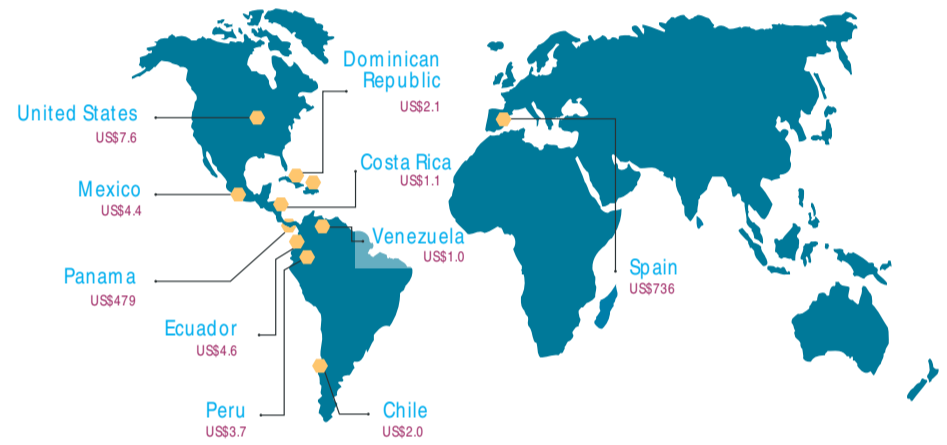 Dominican
Republic
US$2.1
United States
US$7.6
Costa Rica
US$1.1
Mexico
US$4.4
Venezuela
US$1.0
Panama
US$479
Spain
US$736
Ecuador
US$4.6
Peru
US$3.7
Chile
US$2.0